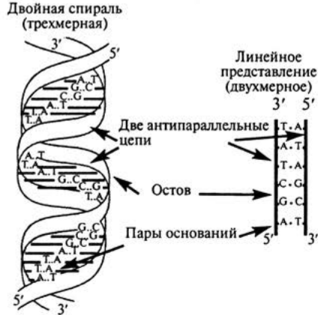 Двойная спираль
(трехмерная)
3′
5′
A..T
G..C
C..G
A..T
T..A
T..A
A..T
T..A
A...T
G...C
C..G
T..A
G..C
C..G
G..C
A..T
T...A
T...A
A..T
5′
3′
Две антипараллельные
цепи
Остов
Пары оснований
Линейное
представление
(двухмерное)
3′ 5′
T•A
A•T
T•A
C•G
G•C
A•T
5′ 3′